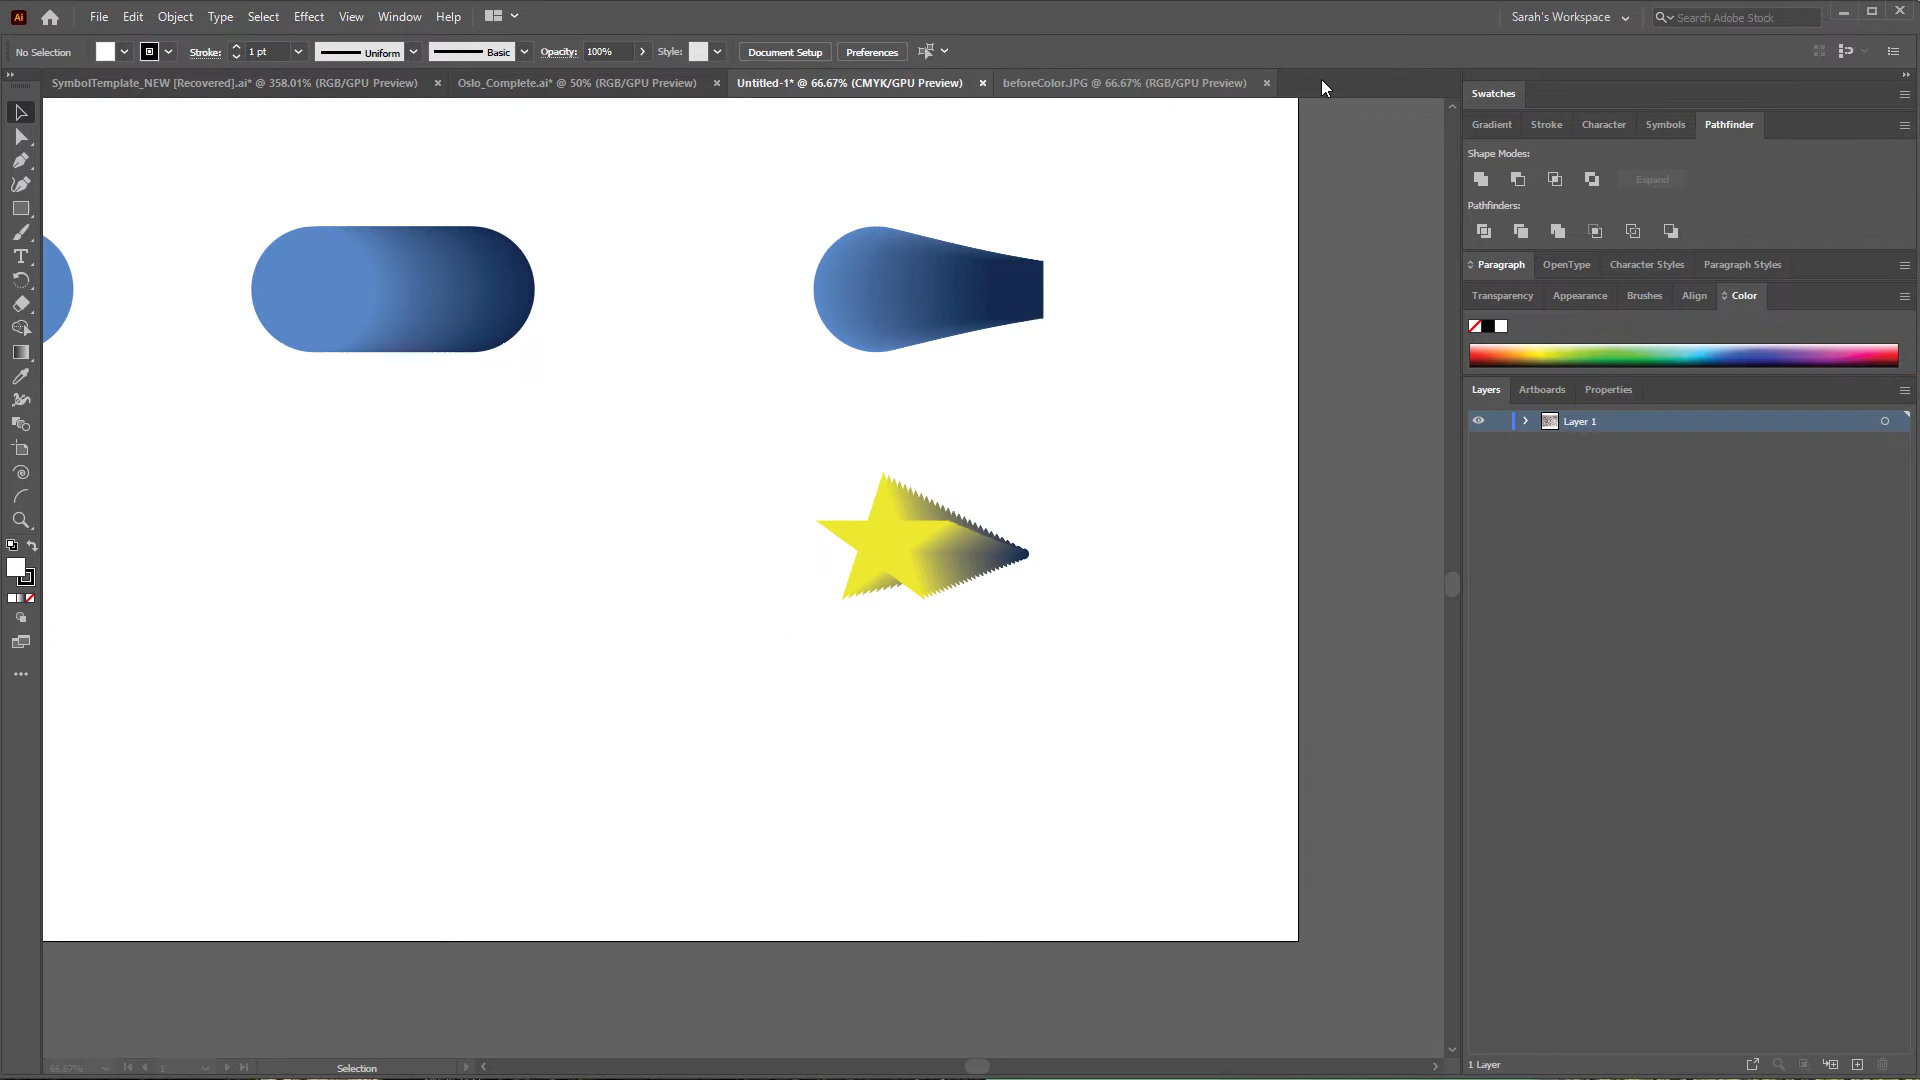 Ai File Edit Object Type Select Effect View Window Help Sarah's Workspace Search Adobe Stock
No Selection Stroke: 1 pt Uniform Basic Opacity: 100% Style: Document Setup Preferences
SymbolTemplate_NEW [Recovered].ai* @ 358.01% (RGB/GPU Preview) Oslo_Complete.ai* @ 50% (RGB/GPU Preview) Untitled-1* @ 66.67% (CMYK/GPU Preview) beforeColor.JPG @ 66.67% (RGB/GPU Preview)
Swatches
Gradient Stroke Character Symbols Pathfinder
Shape Modes:
Expand
Pathfinders:
Paragraph OpenType Character Styles Paragraph Styles
Transparency Appearance Brushes Align Color
Layers Artboards Properties
Layer 1
66.67% 1 Selection 1 Layer